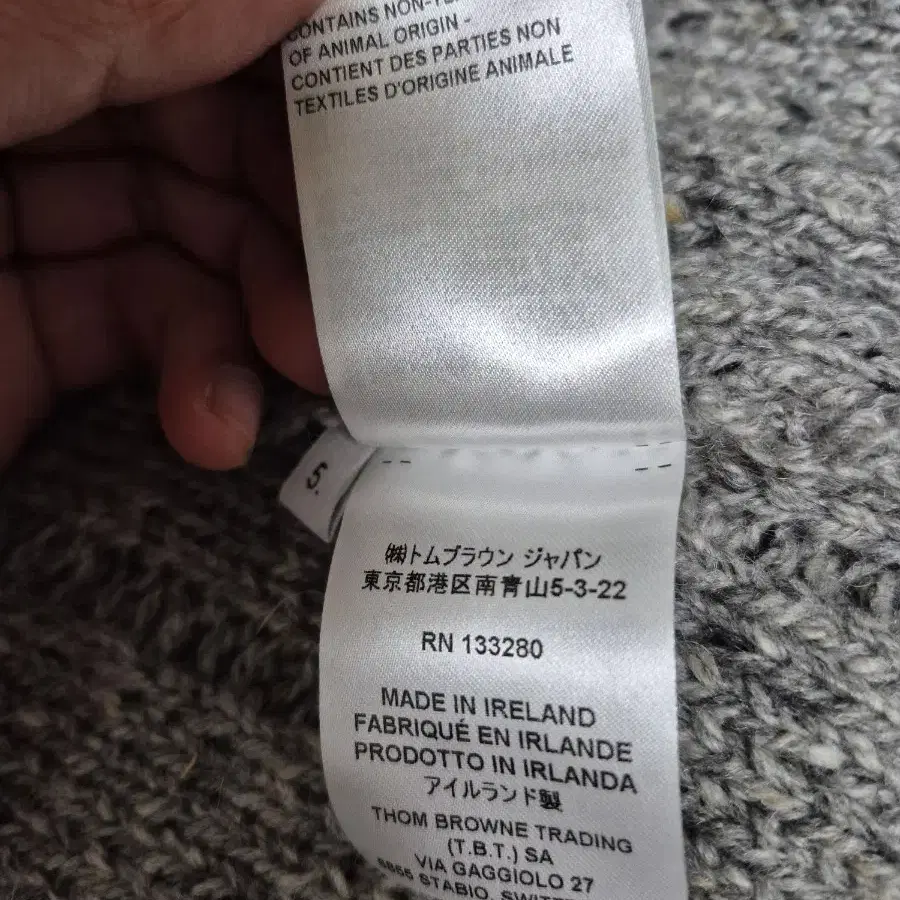 CONTAINS
OF ANIMAL ORIGIN -
CONTIENT DES PARTIES NON
TEXTILES D'ORIGINE ANIMALE
5.
㈱トムブラウン ジャパン
東京都港区南青山5-3-22
RN 133280
MADE IN IRELAND
FABRIQUÉ EN IRLANDE
PRODOTTO IN IRLANDA
アイルランド製
THOM BROWNE TRADING
(T.B.T.) SA
VIA GAGGIOLO 27
STABIO,